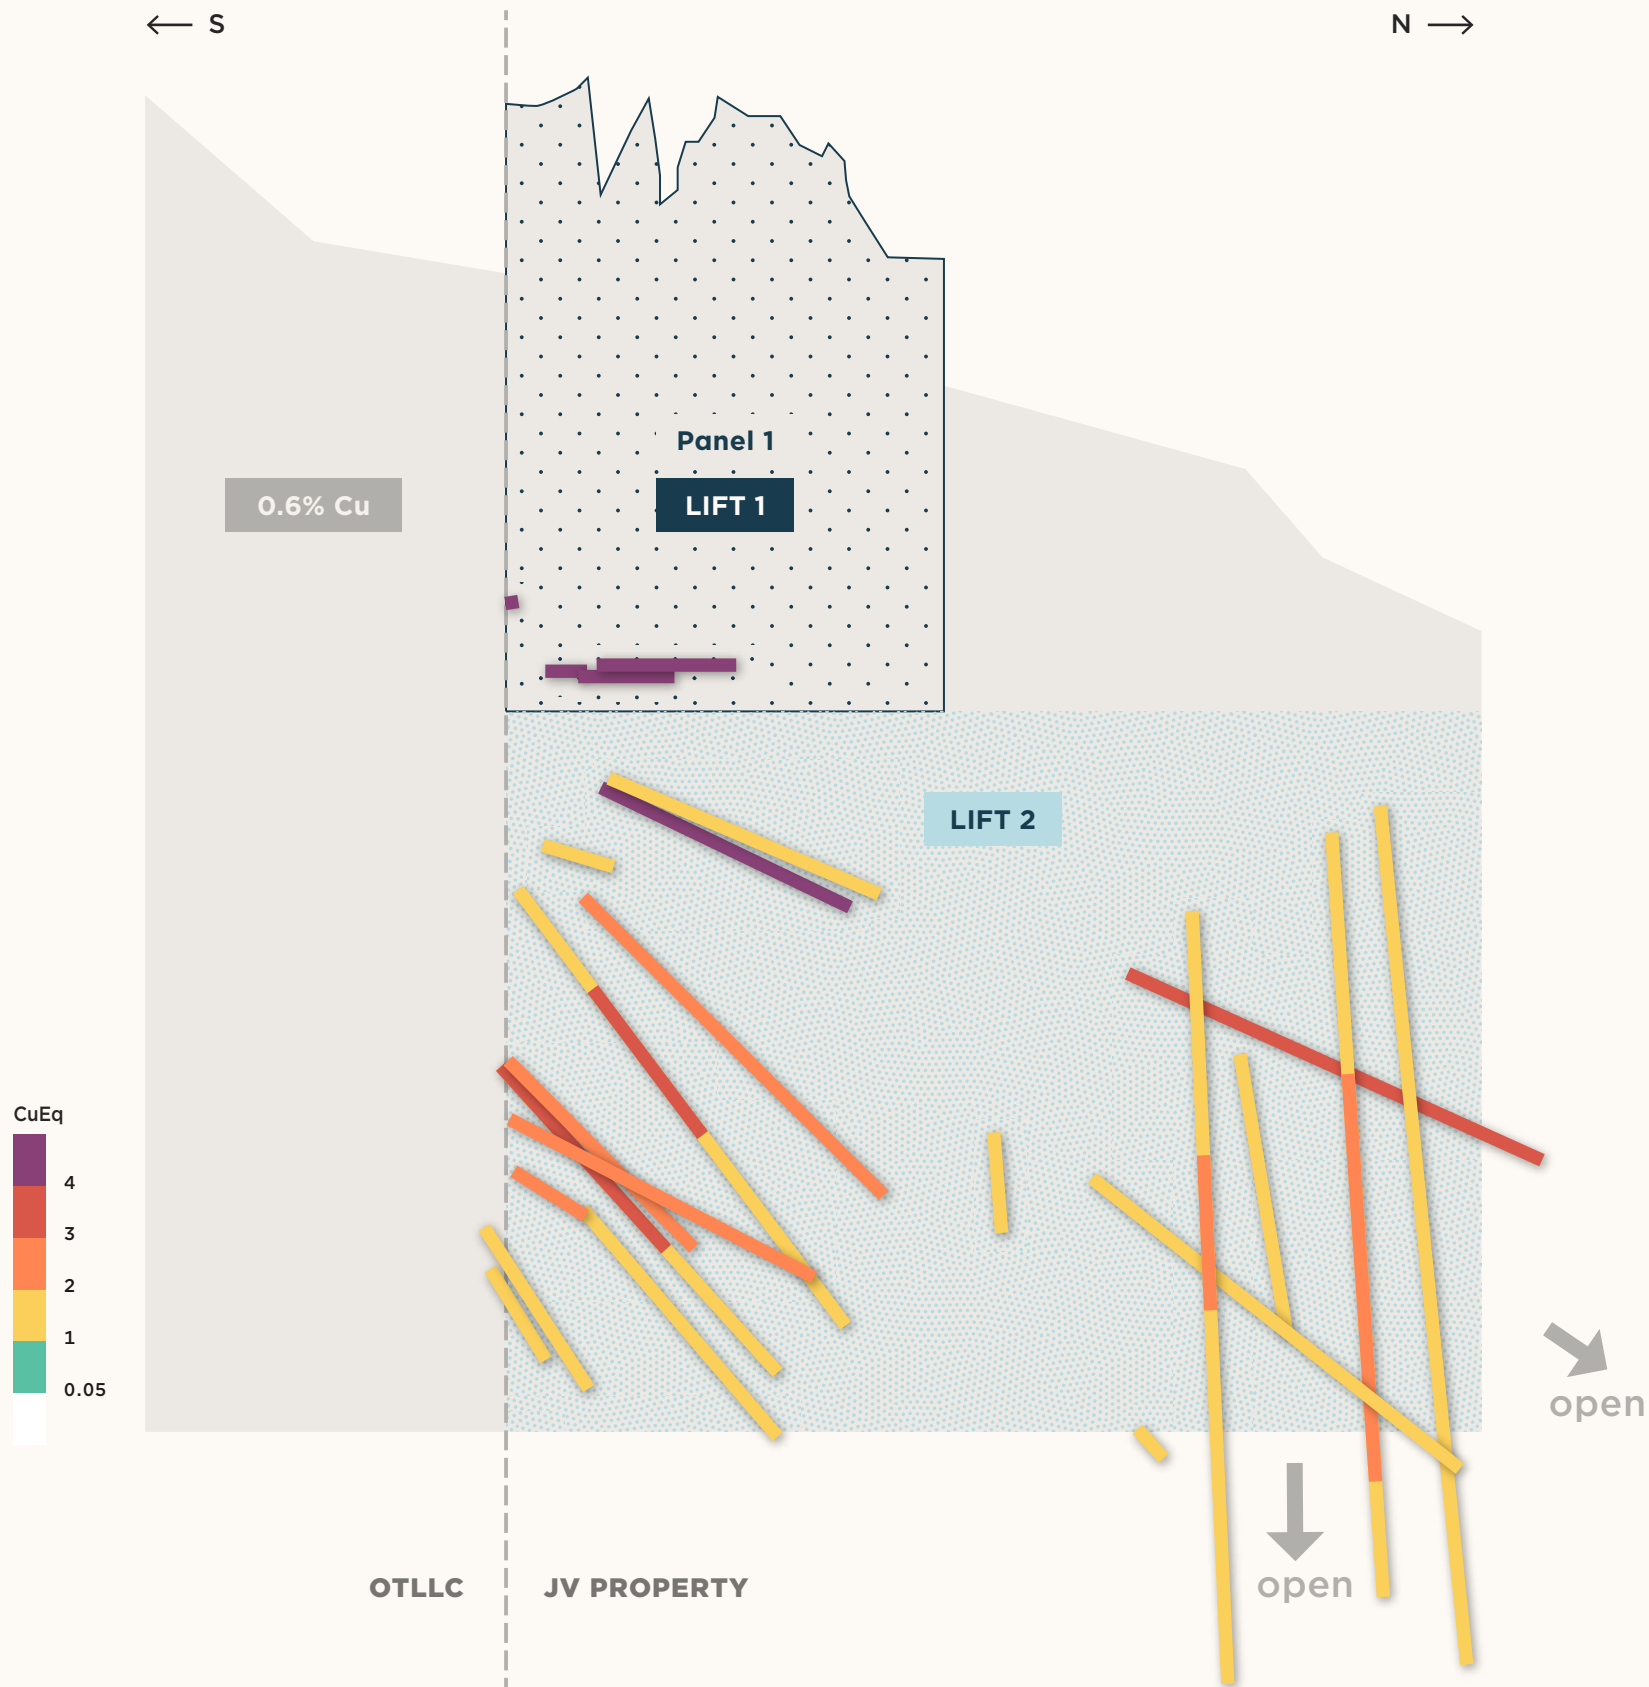 S
N
Panel 1
0.6% Cu
LIFT 1
LIFT 2
CuEq
4
3
2
1
0.05
open
open
OTLLC
JV PROPERTY